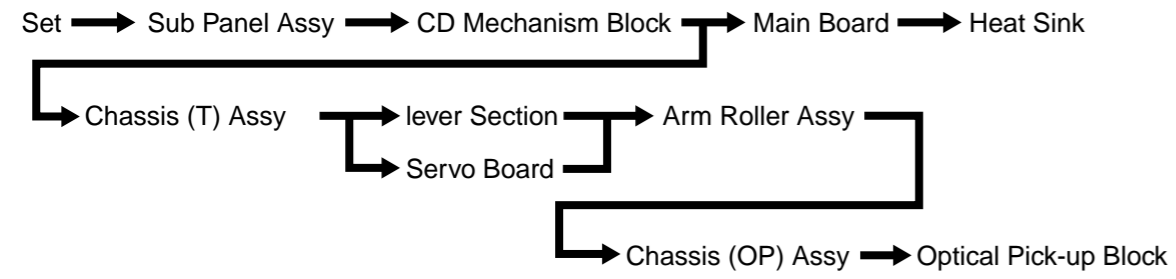 Set Sub Panel Assy CD Mechanism Block Main Board Heat Sink
Chassis (T) Assy lever Section Arm Roller Assy
Servo Board
Chassis (OP) Assy Optical Pick-up Block